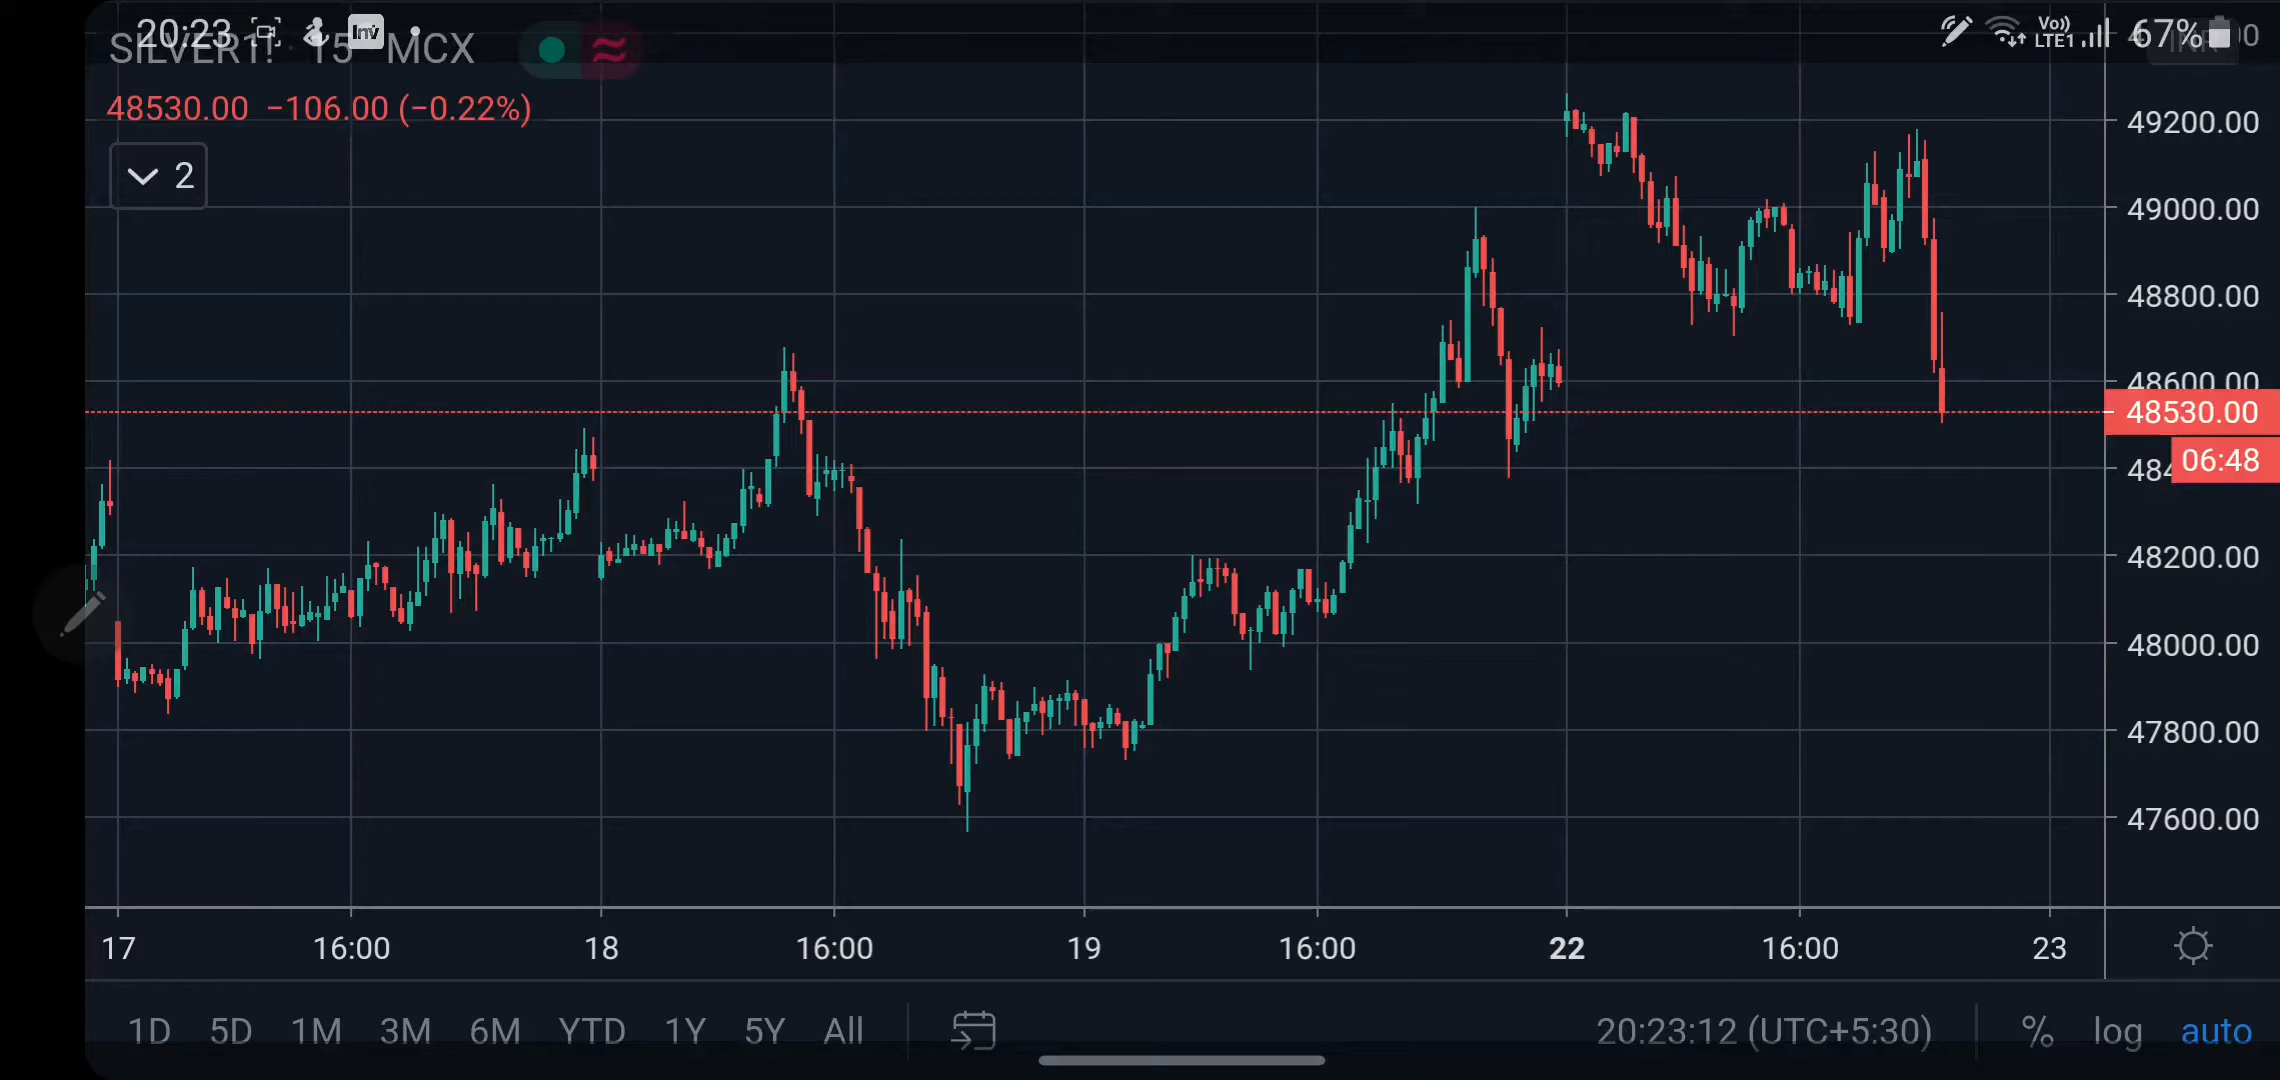 20:23 Inv Vo)) LTE1 67%
SILVER1! · 15 MCX
48530.00 −106.00 (−0.22%)
2
49200.00
49000.00
48800.00
48600.00
48530.00
06:48
48200.00
48000.00
47800.00
47600.00
17 16:00 18 16:00 19 16:00 22 16:00 23
1D 5D 1M 3M 6M YTD 1Y 5Y All 20:23:12 (UTC+5:30) % log auto